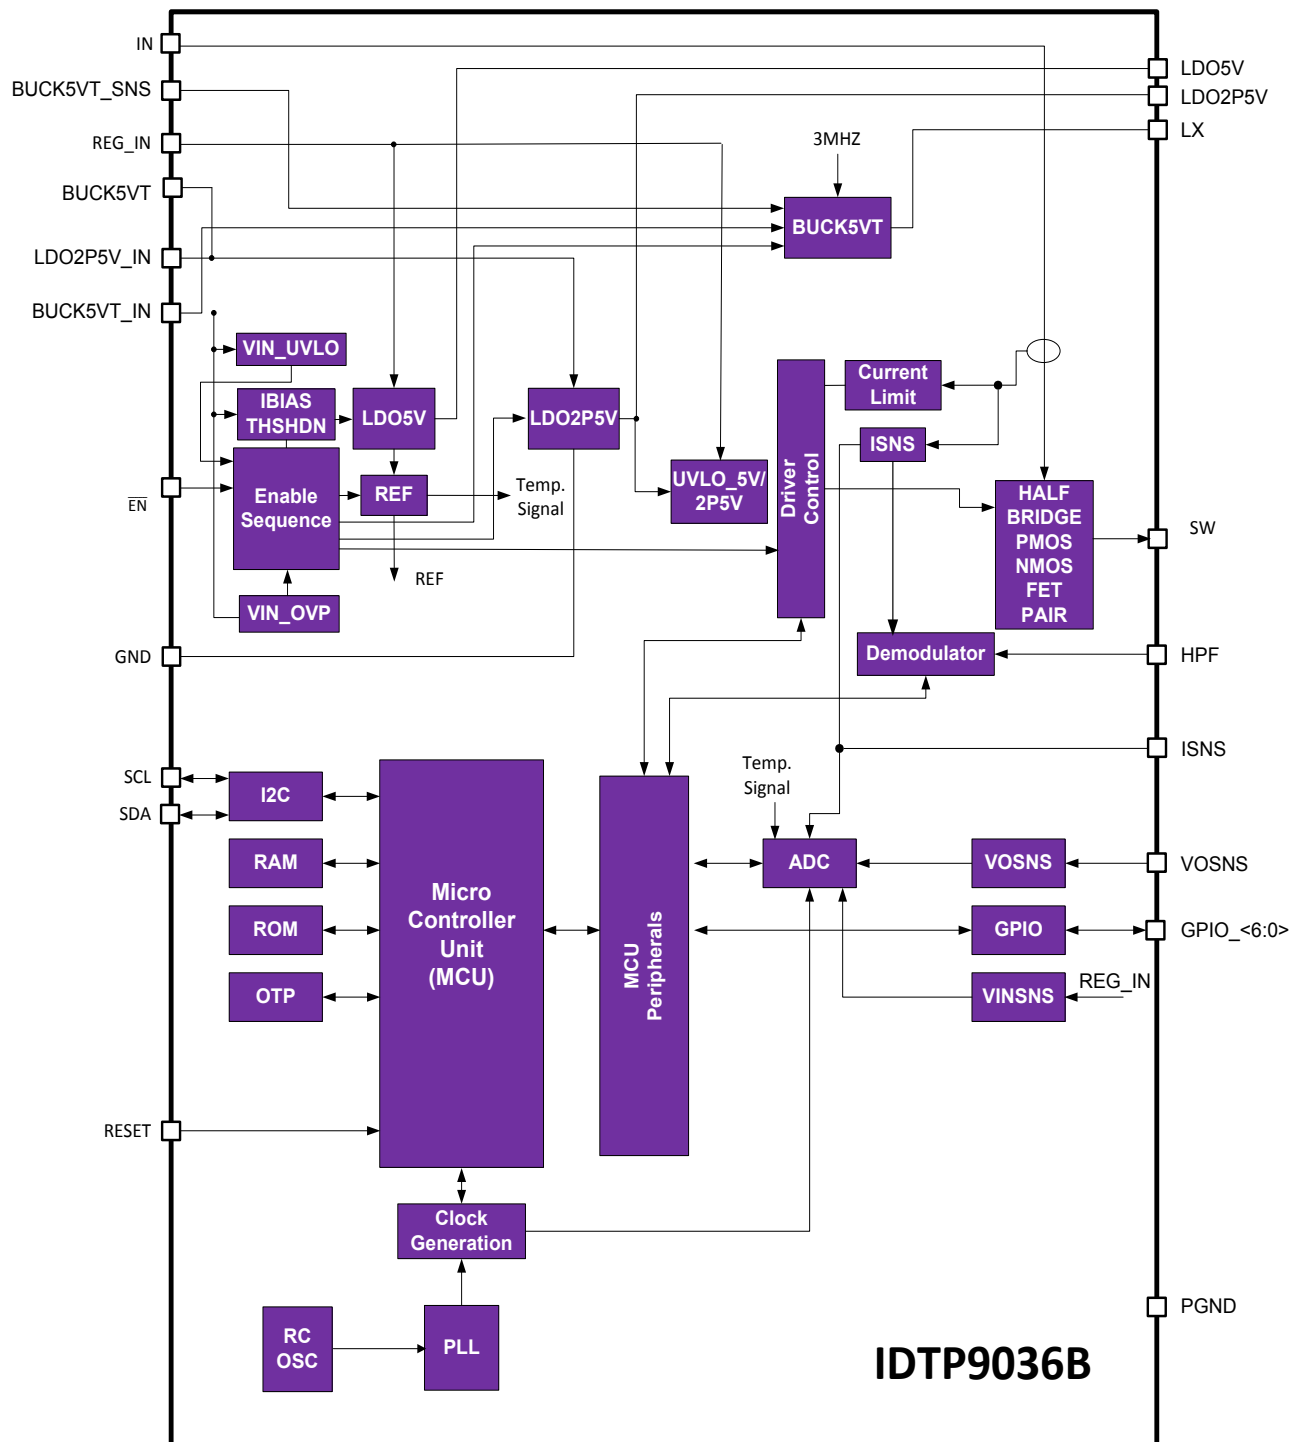 IN
LDO5V
BUCK5VT_SNS
LDO2P5V
REG_IN
3MHZ
LX
BUCK5VT
BUCK5VT
LDO2P5V_IN
BUCK5VT_IN
VIN_UVLO
IBIAS
THSHDN
LDO5V
LDO2P5V
Current
Limit
ISNS
EN
Enable
Sequence
REF
Temp.
Signal
UVLO_5V/
2P5V
Driver
Control
HALF
BRIDGE
PMOS
NMOS
FET
PAIR
SW
REF
VIN_OVP
GND
Demodulator
HPF
ISNS
SCL
SDA
I2C
Temp.
Signal
RAM
Micro
Controller
Unit
(MCU)
MCU
Peripherals
ADC
VOSNS
VOSNS
ROM
GPIO
GPIO_<6:0>
OTP
VINSNS
REG_IN
RESET
Clock
Generation
PGND
RC
OSC
PLL
IDTP9036B